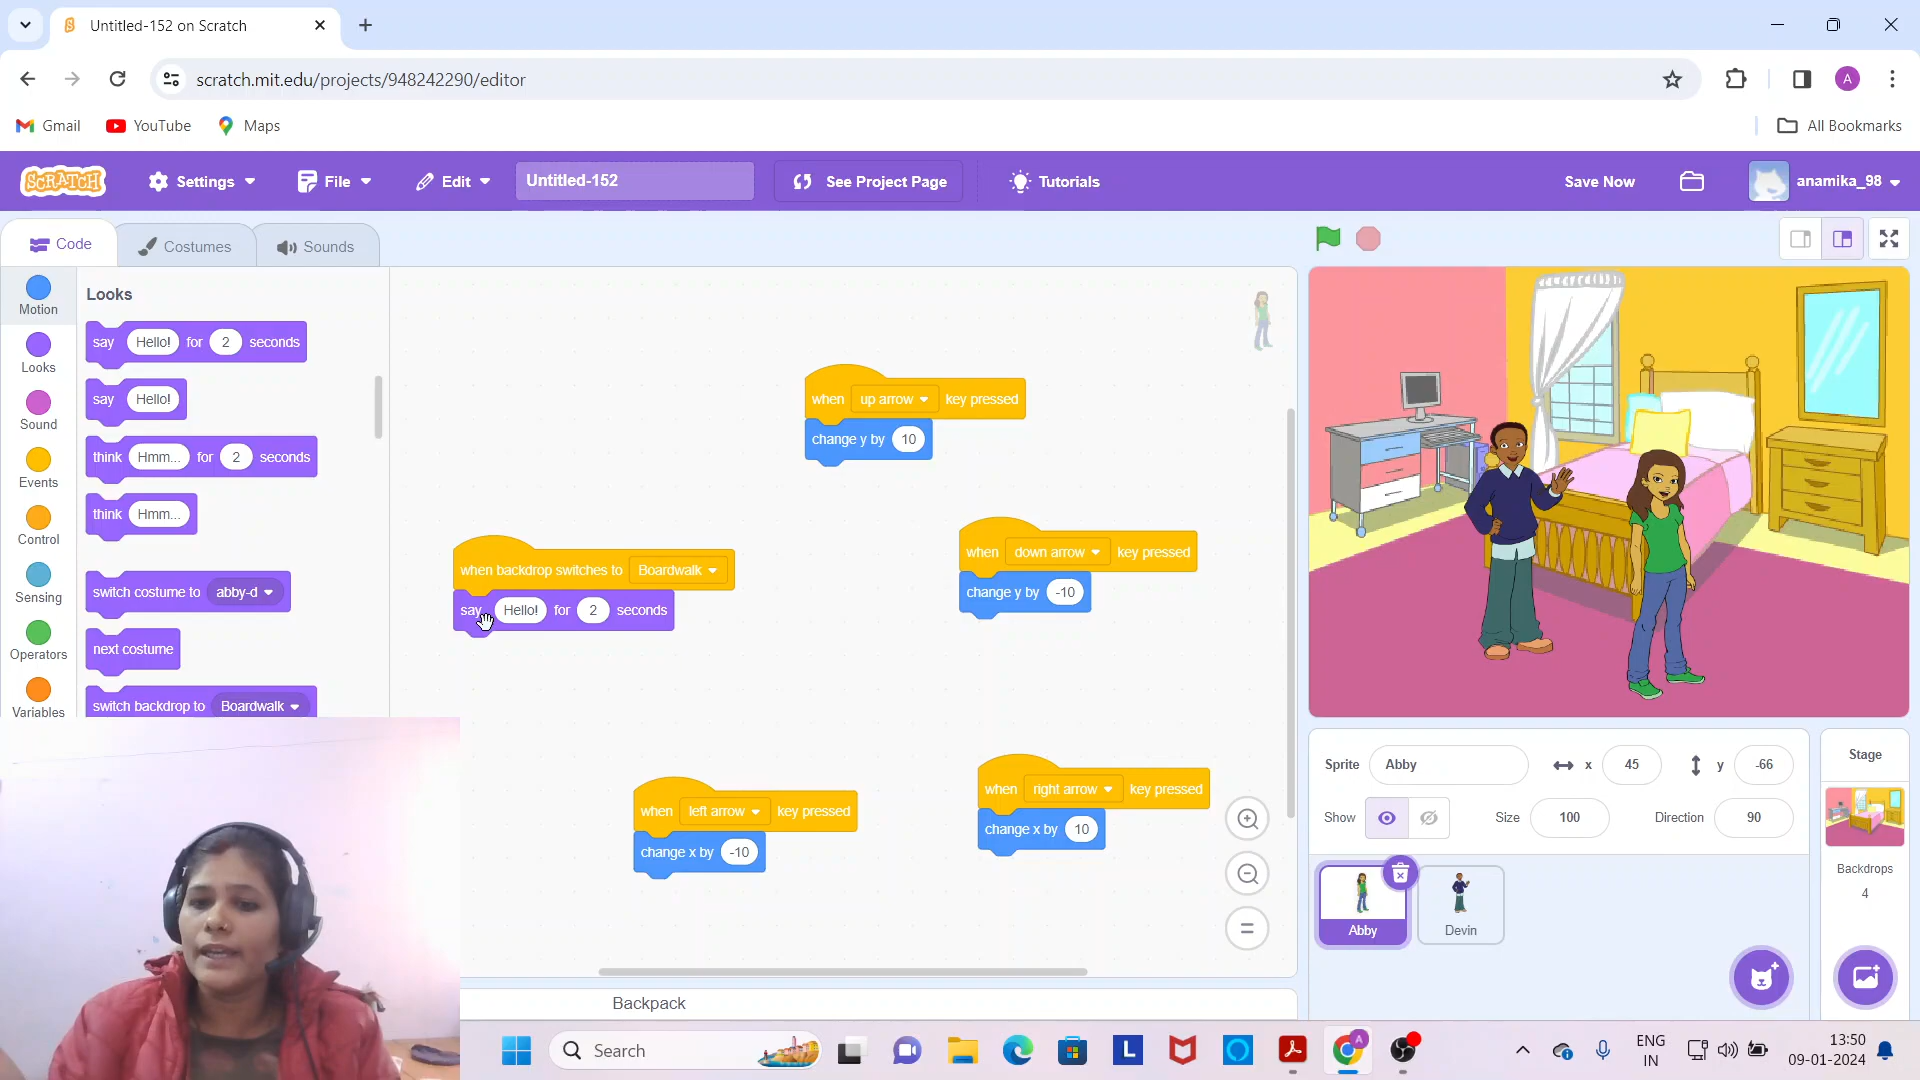 Untitled-152 on Scratch
scratch.mit.edu/projects/948242290/editor
A
Gmail
YouTube
Maps
All Bookmarks
SCRATCH
Settings
File
Edit
Untitled-152
See Project Page
Tutorials
Save Now
anamika_98
Code
Costumes
Sounds
Motion
Looks
Sound
Events
Control
Sensing
Operators
Variables
Looks
say Hello! for 2 seconds
say Hello!
think Hmm... for 2 seconds
think Hmm...
switch costume to abby-d
next costume
switch backdrop to Boardwalk
when up arrow key pressed
change y by 10
when backdrop switches to Boardwalk
say Hello! for 2 seconds
when down arrow key pressed
change y by -10
when left arrow key pressed
change x by -10
when right arrow key pressed
change x by 10
Sprite Abby x 45 y -66
Show Size 100 Direction 90
Abby
Devin
Stage
Backdrops
4
Backpack
Search
L
A
ENG
IN
13:50
09-01-2024